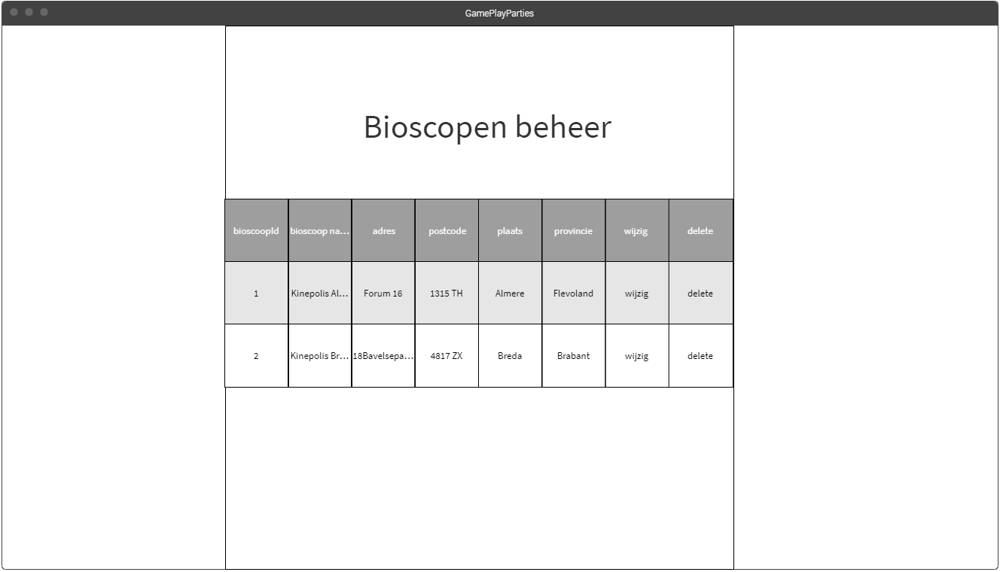 GamePlayParties
Bioscopen beheer
bioscoopId bioscoop na... adres postcode plaats provincie wijzig delete
1 Kinepolis Al... Forum 16 1315 TH Almere Flevoland wijzig delete
2 Kinepolis Br... 18Bavelsepa... 4817 ZX Breda Brabant wijzig delete